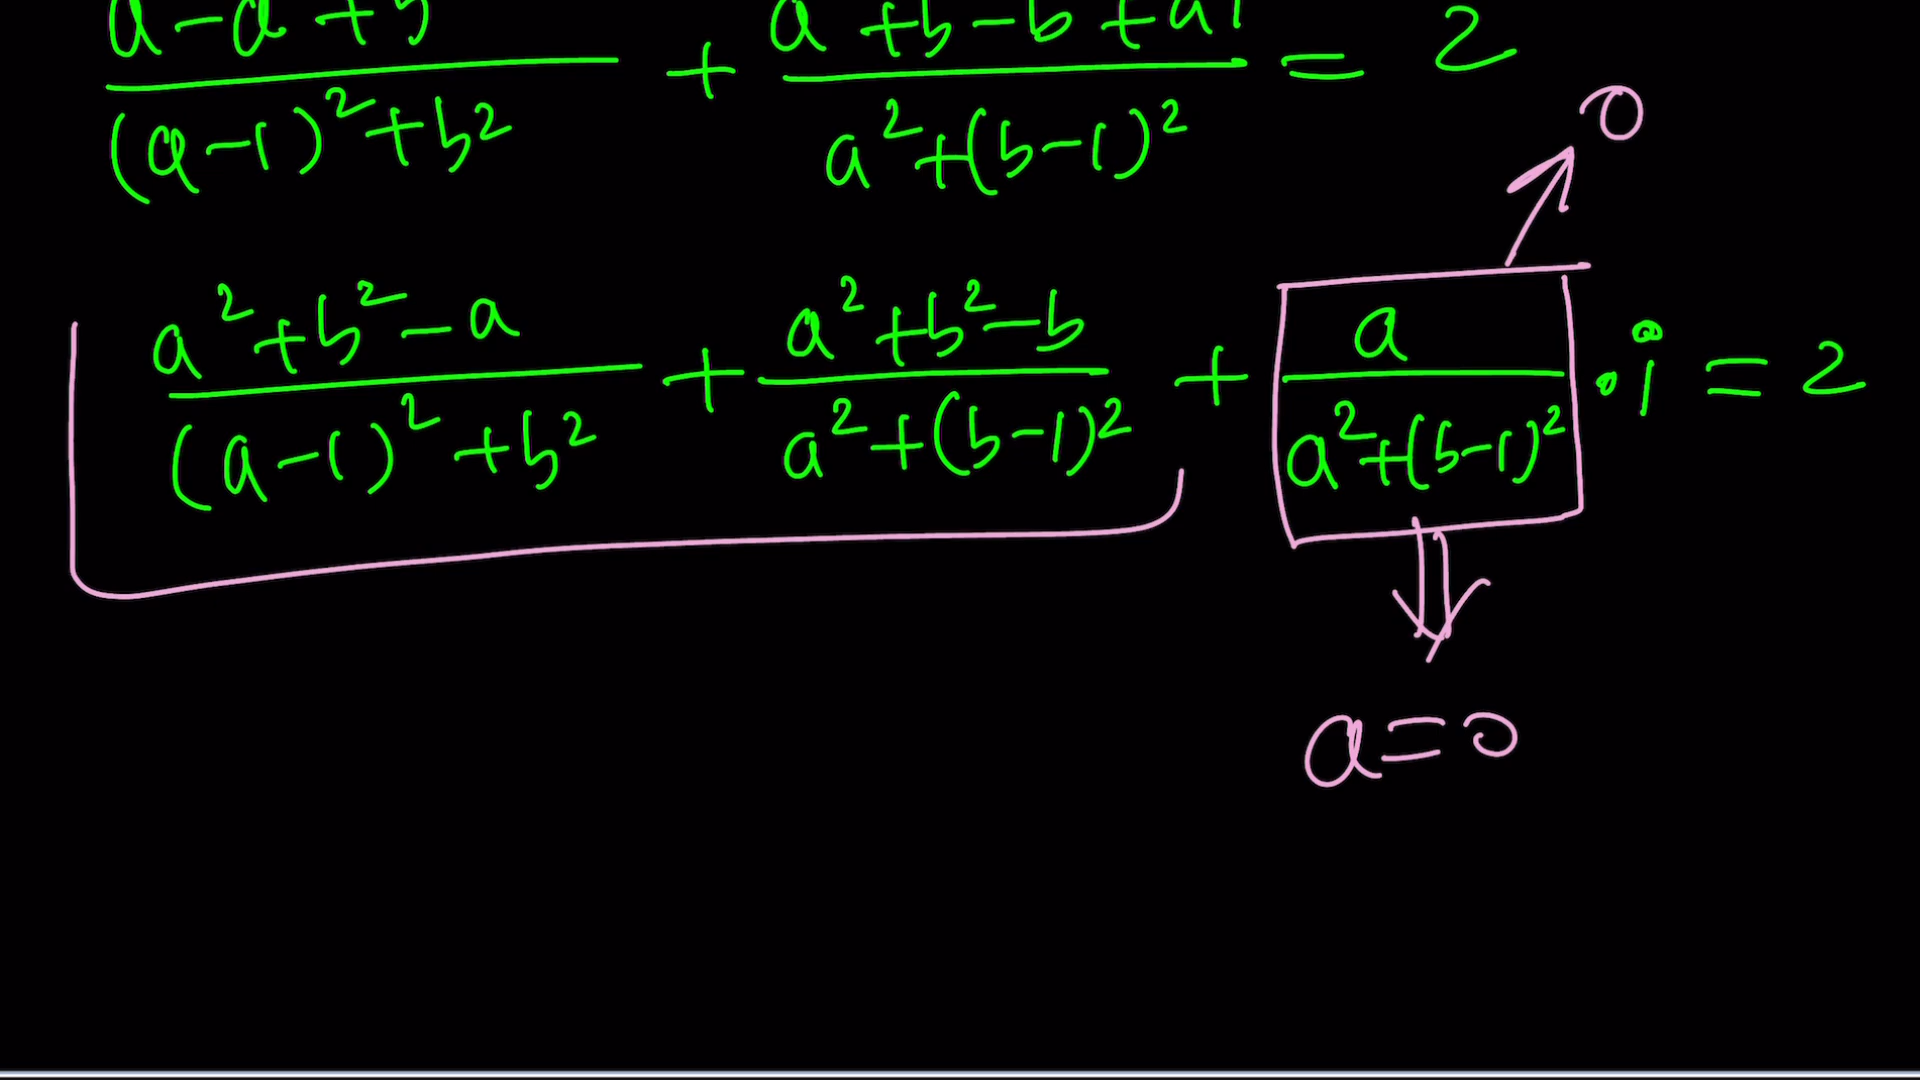 a² + b² - a / (a-1)² + b² + a² + b² - b / a² + (b-1)² + a / a² + (b-1)² · i = 2
(a-1)² + b² a² + (b-1)²
+ = 2
0
a = 0